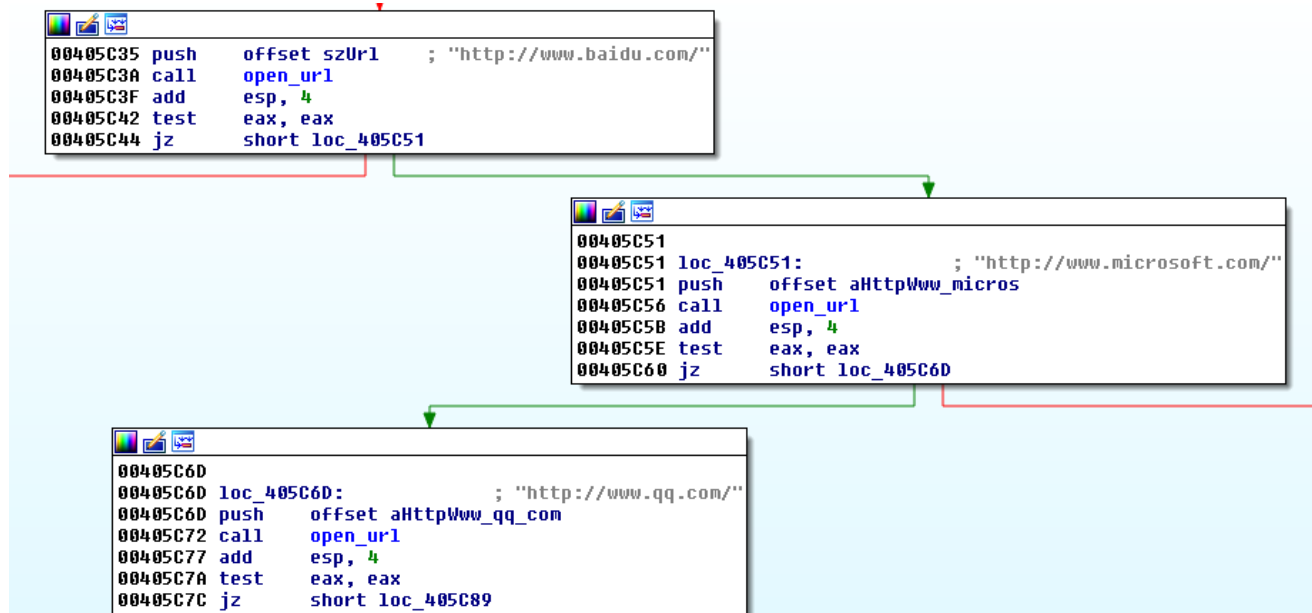 00405C35 push offset szUrl ; "http://www.baidu.com/"
00405C3A call open_url
00405C3F add esp, 4
00405C42 test eax, eax
00405C44 jz short loc_405C51
00405C51
00405C51 loc_405C51: ; "http://www.microsoft.com/"
00405C51 push offset aHttpWww_micros
00405C56 call open_url
00405C5B add esp, 4
00405C5E test eax, eax
00405C60 jz short loc_405C6D
00405C6D
00405C6D loc_405C6D: ; "http://www.qq.com/"
00405C6D push offset aHttpWww_qq_com
00405C72 call open_url
00405C77 add esp, 4
00405C7A test eax, eax
00405C7C jz short loc_405C89